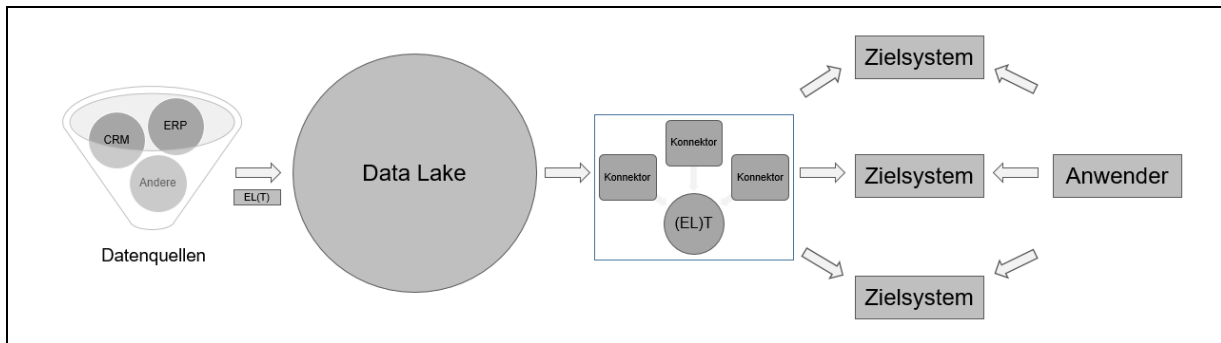 CRM
ERP
Andere
Datenquellen
EL(T)
Data Lake
Konnektor
Konnektor
Konnektor
(EL)T
Zielsystem
Zielsystem
Zielsystem
Anwender